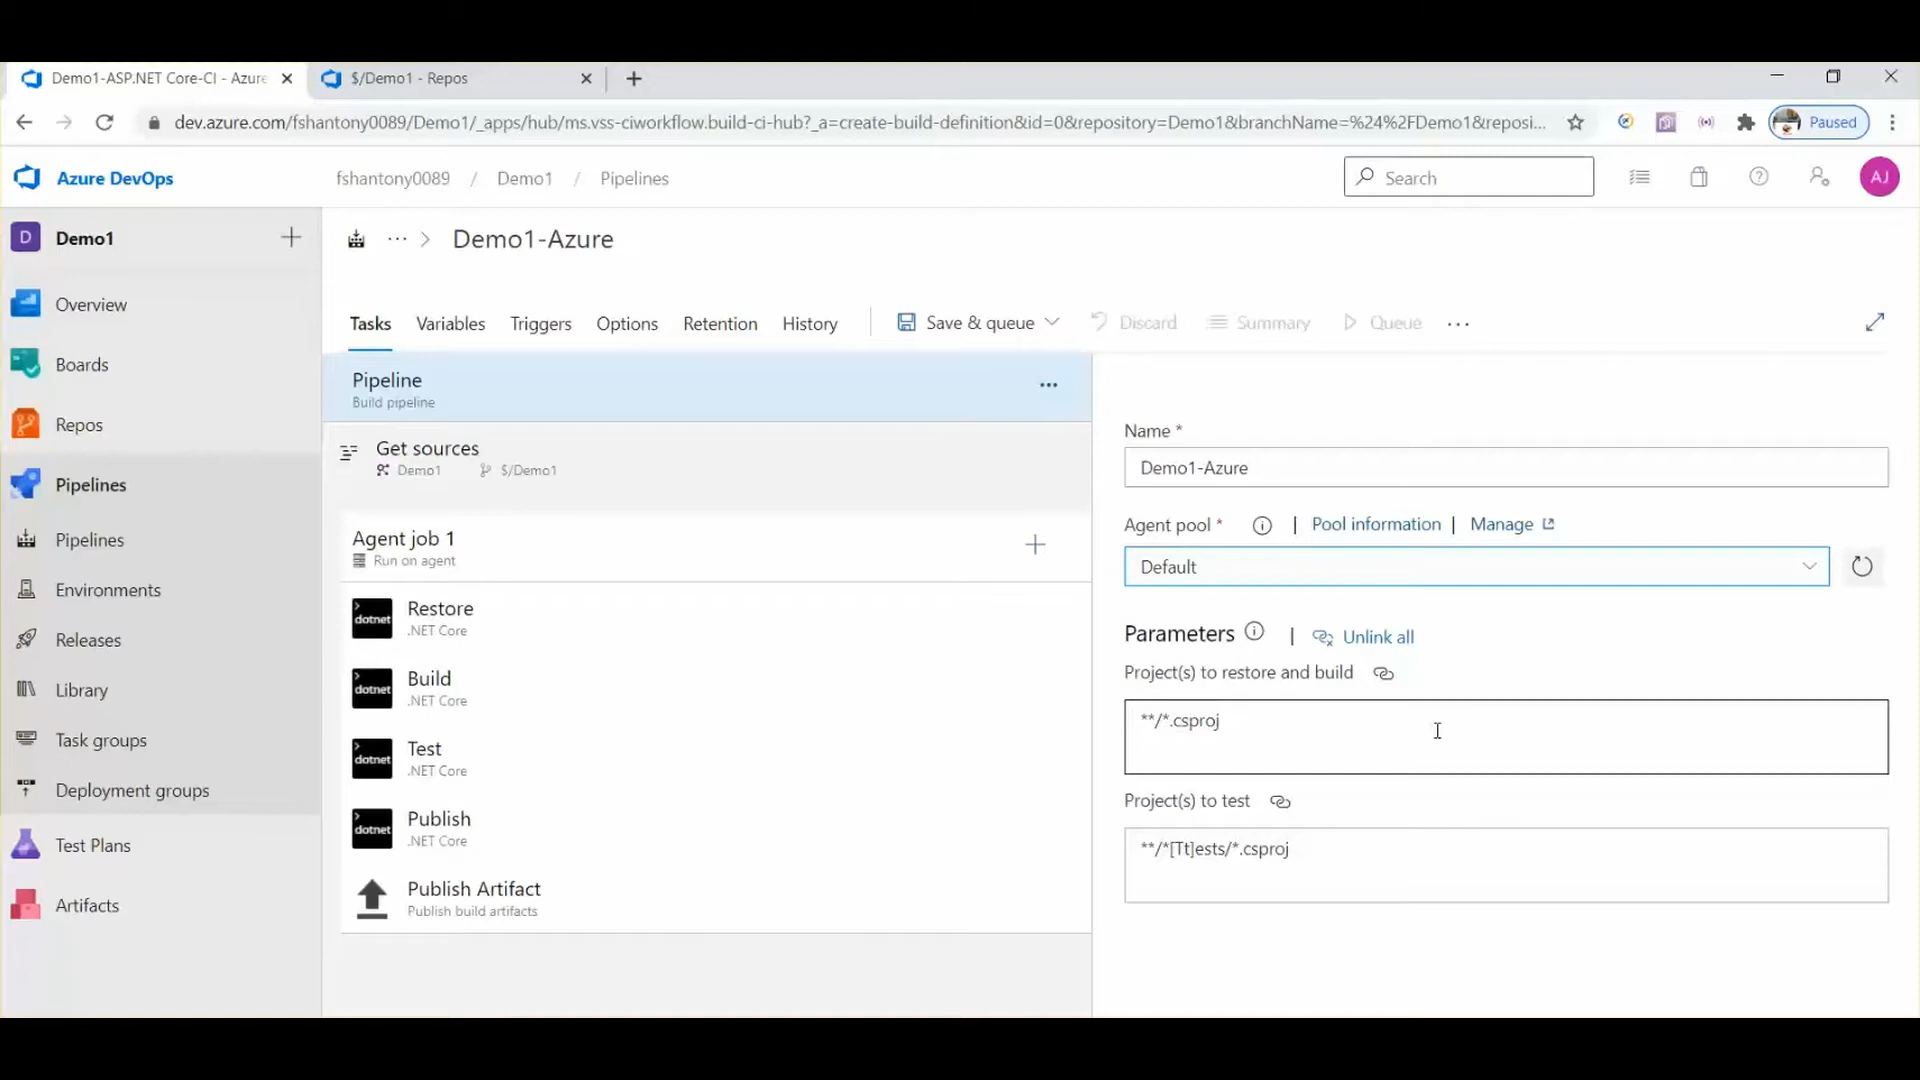 Demo1-ASP.NET Core-CI - Azure
$/Demo1 - Repos
dev.azure.com/fshantony0089/Demo1/_apps/hub/ms.vss-ciworkflow.build-ci-hub?_a=create-build-definition&id=0&repository=Demo1&branchName=%24%2FDemo1&reposi...
Paused
Azure DevOps
fshantony0089 / Demo1 / Pipelines
Search
AJ
D Demo1
Overview
Boards
Repos
Pipelines
Pipelines
Environments
Releases
Library
Task groups
Deployment groups
Test Plans
Artifacts
... > Demo1-Azure
Tasks Variables Triggers Options Retention History Save & queue Discard Summary Queue ...
Pipeline
Build pipeline
Get sources
Demo1 $/Demo1
Agent job 1
Run on agent
dotnet Restore
.NET Core
dotnet Build
.NET Core
dotnet Test
.NET Core
dotnet Publish
.NET Core
Publish Artifact
Publish build artifacts
Name *
Demo1-Azure
Agent pool * | Pool information | Manage
Default
Parameters | Unlink all
Project(s) to restore and build
**/*.csproj
Project(s) to test
**/*[Tt]ests/*.csproj